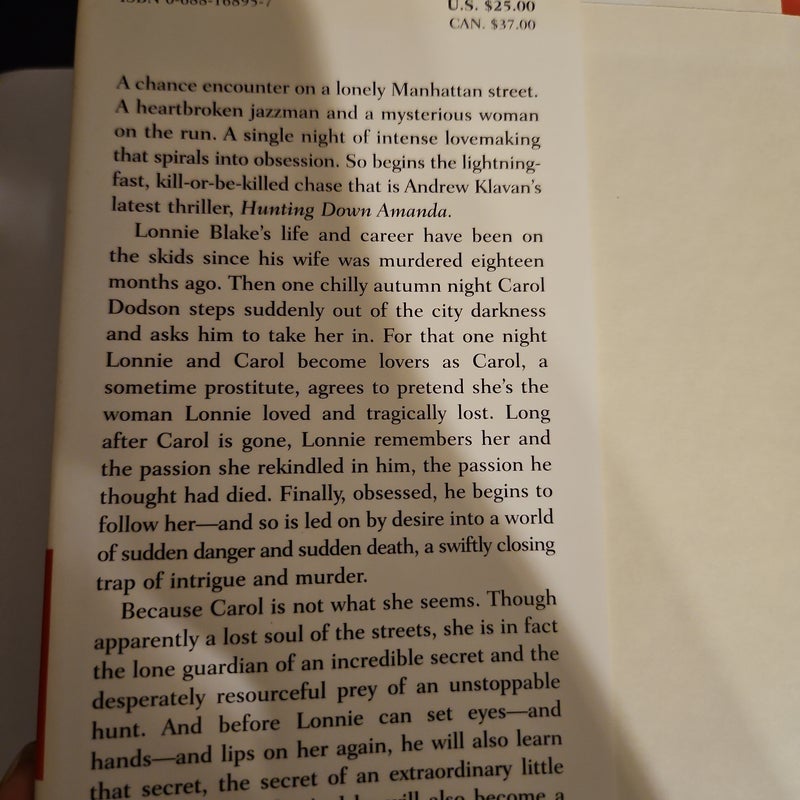 ISBN 0-688-16895-7
U.S. $25.00
CAN. $37.00
A chance encounter on a lonely Manhattan street.
A heartbroken jazzman and a mysterious woman
on the run. A single night of intense lovemaking
that spirals into obsession. So begins the lightning-
fast, kill-or-be-killed chase that is Andrew Klavan's
latest thriller, Hunting Down Amanda.
Lonnie Blake's life and career have been on
the skids since his wife was murdered eighteen
months ago. Then one chilly autumn night Carol
Dodson steps suddenly out of the city darkness
and asks him to take her in. For that one night
Lonnie and Carol become lovers as Carol, a
sometime prostitute, agrees to pretend she's the
woman Lonnie loved and tragically lost. Long
after Carol is gone, Lonnie remembers her and
the passion she rekindled in him, the passion he
thought had died. Finally, obsessed, he begins to
follow her—and so is led on by desire into a world
of sudden danger and sudden death, a swiftly closing
trap of intrigue and murder.
Because Carol is not what she seems. Though
apparently a lost soul of the streets, she is in fact
the lone guardian of an incredible secret and the
desperately resourceful prey of an unstoppable
hunt. And before Lonnie can set eyes—and
hands—and lips on her again, he will also learn
that secret, the secret of an extraordinary little
will also become a